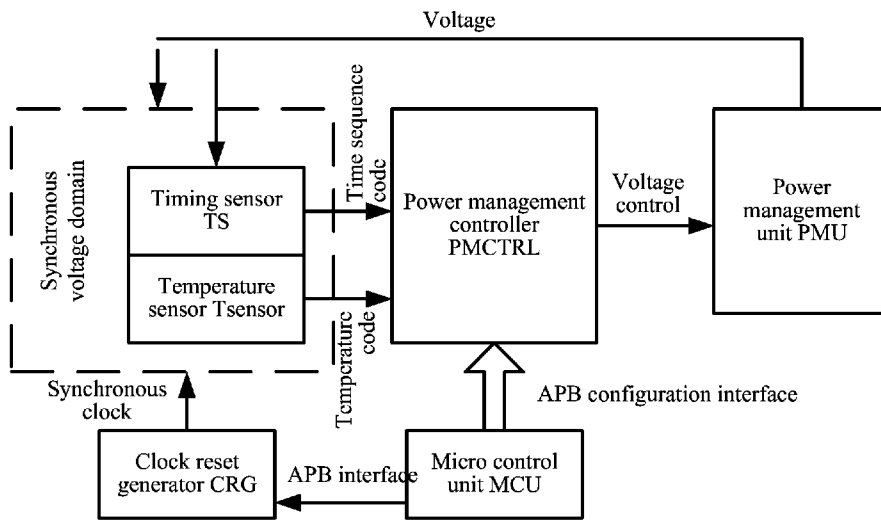 Voltage
Synchronous
voltage domain
Timing sensor
TS
Temperature
sensor Tsensor
Time sequence
code
Temperature
code
Power management
controller
PMCTRL
Voltage
control
Power
management
unit PMU
Synchronous
clock
APB configuration interface
Clock reset
generator CRG
APB interface
Micro control
unit MCU